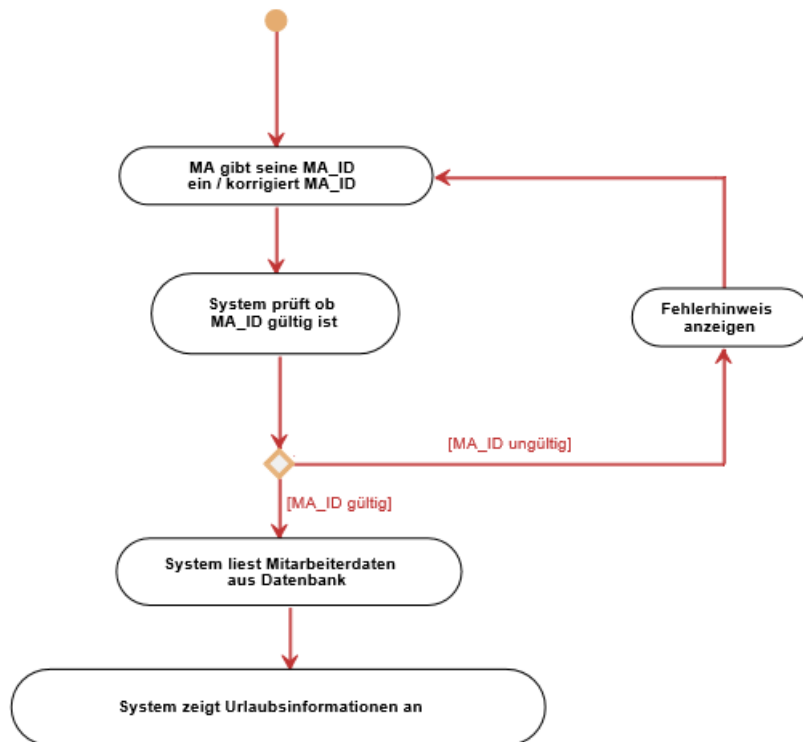 MA gibt seine MA_ID
ein / korrigiert MA_ID
System prüft ob
MA_ID gültig ist
Fehlerhinweis
anzeigen
[MA_ID ungültig]
[MA_ID gültig]
System liest Mitarbeiterdaten
aus Datenbank
System zeigt Urlaubsinformationen an